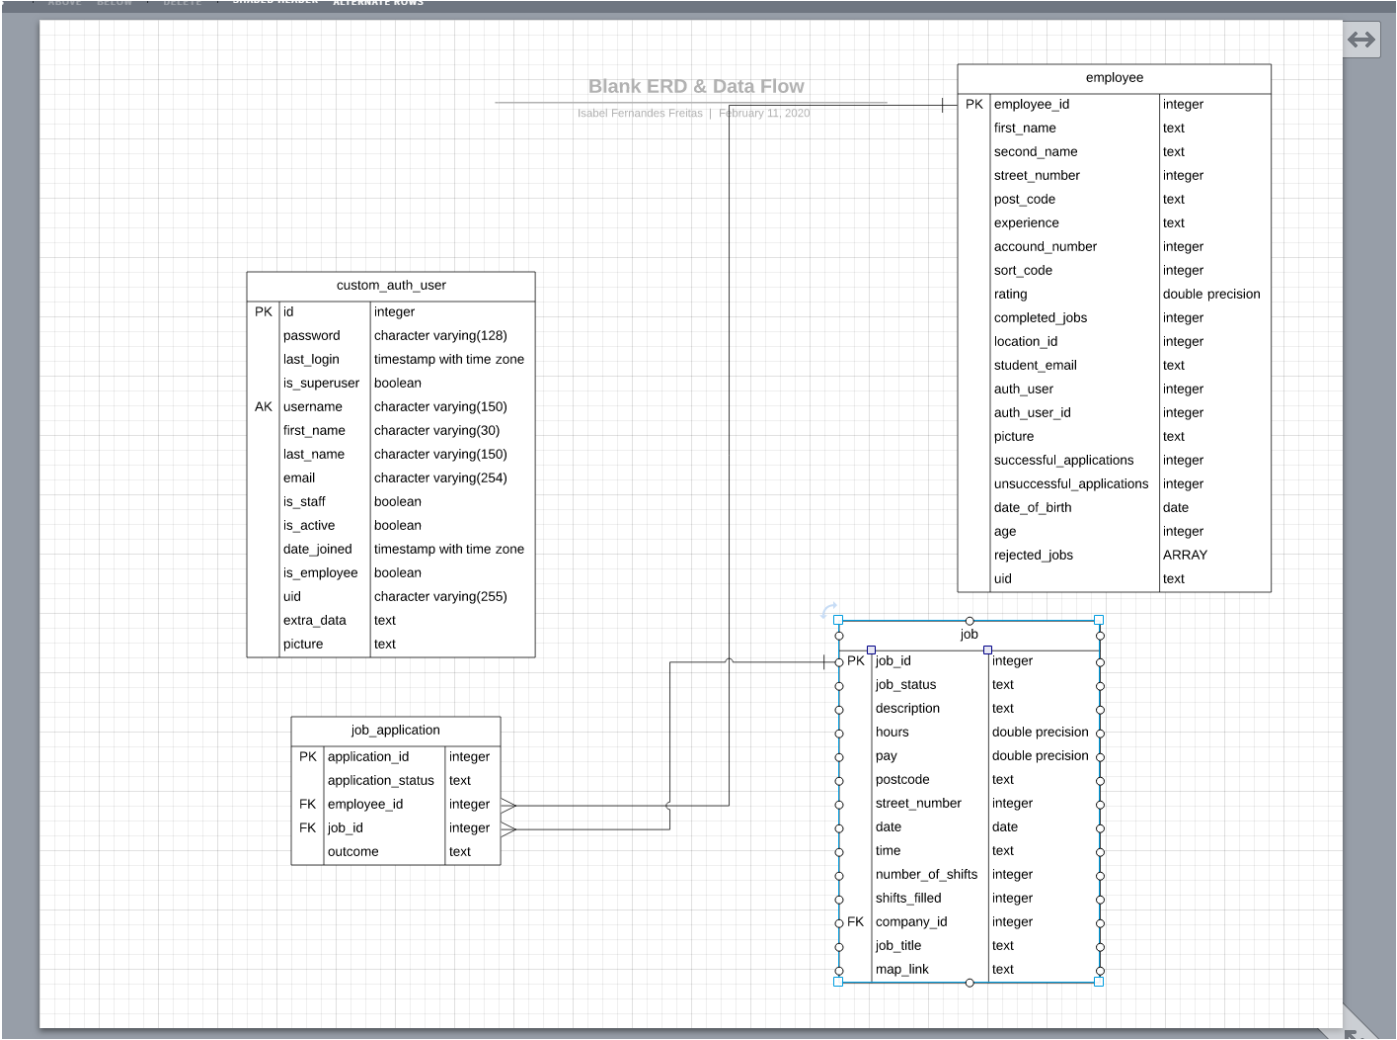 ABOVE BELOW DELETE SHADED HEADER ALTERNATE ROWS
Blank ERD & Data Flow
Isabel Fernandes Freitas | February 11, 2020
employee
PK employee_id integer
first_name text
second_name text
street_number integer
post_code text
experience text
accound_number integer
sort_code integer
rating double precision
completed_jobs integer
location_id integer
student_email text
auth_user integer
auth_user_id integer
picture text
successful_applications integer
unsuccessful_applications integer
date_of_birth date
age integer
rejected_jobs ARRAY
uid text
custom_auth_user
PK id integer
password character varying(128)
last_login timestamp with time zone
is_superuser boolean
AK username character varying(150)
first_name character varying(30)
last_name character varying(150)
email character varying(254)
is_staff boolean
is_active boolean
date_joined timestamp with time zone
is_employee boolean
uid character varying(255)
extra_data text
picture text
job_application
PK application_id integer
application_status text
FK employee_id integer
FK job_id integer
outcome text
job
PK job_id integer
job_status text
description text
hours double precision
pay double precision
postcode text
street_number integer
date date
time text
number_of_shifts integer
shifts_filled integer
FK company_id integer
job_title text
map_link text